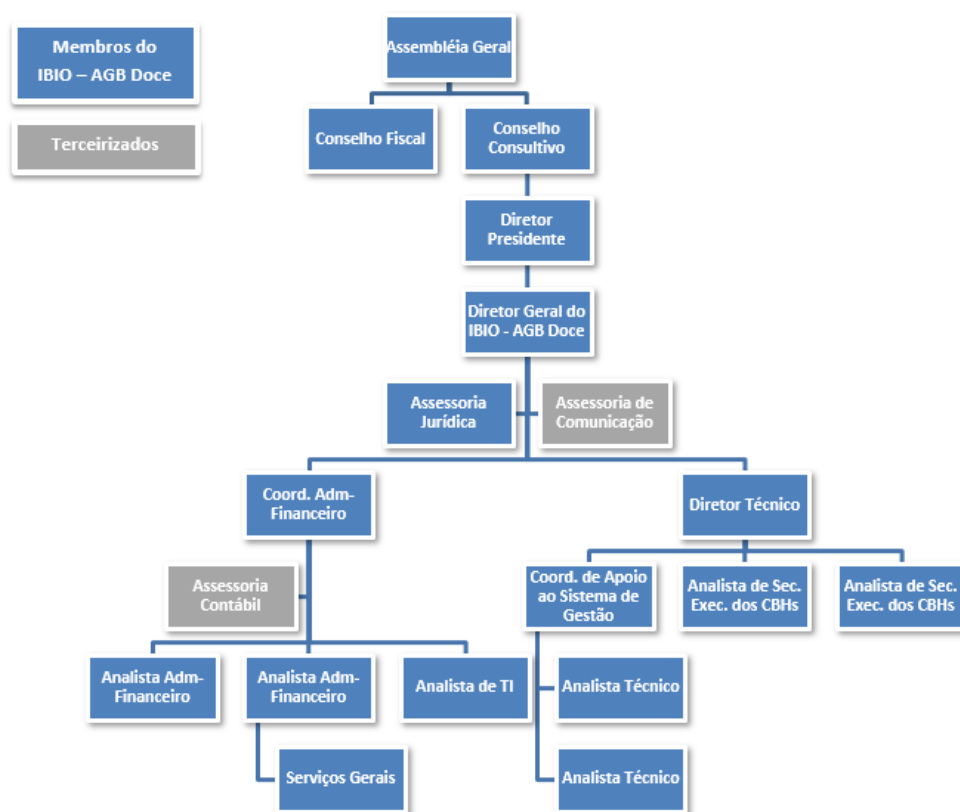 Membros do
IBIO – AGB Doce
Terceirizados
Assembléia Geral
Conselho Fiscal
Conselho
Consultivo
Diretor
Presidente
Diretor Geral do
IBIO - AGB Doce
Assessoria
Jurídica
Assessoria de
Comunicação
Coord. Adm-
Financeiro
Diretor Técnico
Assessoria
Contábil
Coord. de Apoio
ao Sistema de
Gestão
Analista de Sec.
Exec. dos CBHs
Analista de Sec.
Exec. dos CBHs
Analista Adm-
Financeiro
Analista Adm-
Financeiro
Analista de TI
Analista Técnico
Serviços Gerais
Analista Técnico